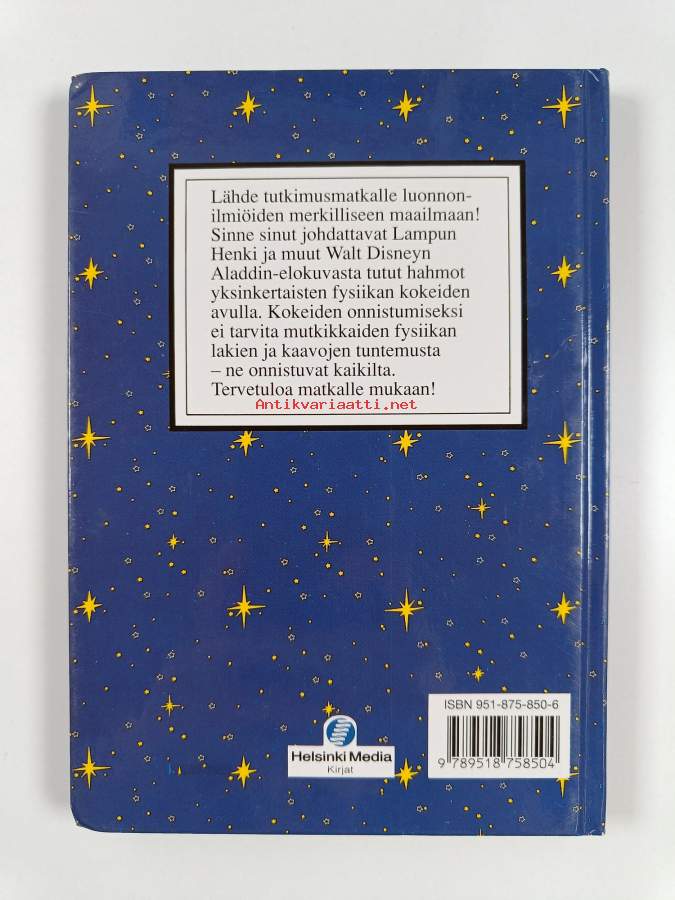 Lähde tutkimusmatkalle luonnon-
ilmiöiden merkilliseen maailmaan!
Sinne sinut johdattavat Lampun
Henki ja muut Walt Disneyn
Aladdin-elokuvasta tutut hahmot
yksinkertaisten fysiikan kokeiden
avulla. Kokeiden onnistumiseksi
ei tarvita mutkikkaiden fysiikan
lakien ja kaavojen tuntemusta
– ne onnistuvat kaikilta.
Tervetuloa matkalle mukaan!
Antikvariaatti.net
ISBN 951-875-850-6
9 789518 758504
Helsinki Media
Kirjat